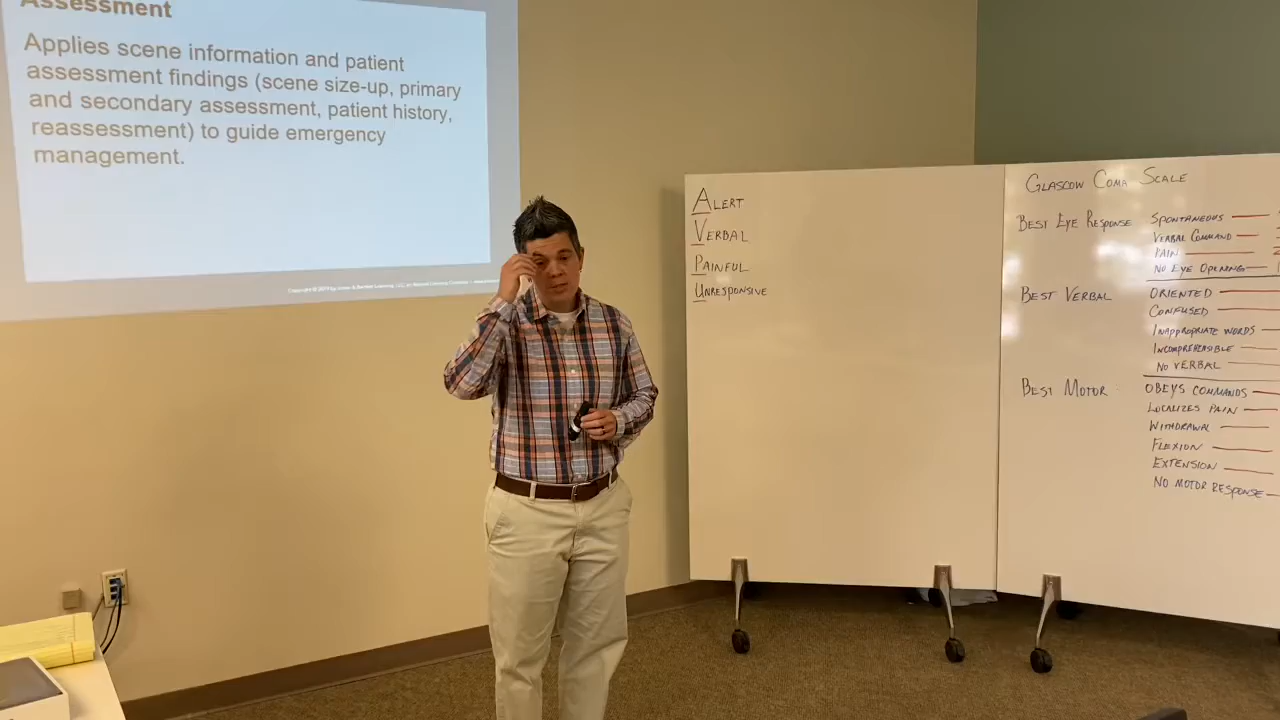 Assessment
Applies scene information and patient
assessment findings (scene size-up, primary
and secondary assessment, patient history,
reassessment) to guide emergency
management.
ALERT
VERBAL
PAINFUL
UNRESPONSIVE
GLASCOW COMA SCALE
BEST EYE RESPONSE
SPONTANEOUS
VERBAL COMMAND
PAIN
NO EYE OPENING
BEST VERBAL
ORIENTED
CONFUSED
INAPPROPRIATE WORDS
NO VERBAL
BEST MOTOR
OBEYS COMMANDS
LOCALIZES PAIN
WITHDRAWAL
FLEXION
EXTENSION
NO MOTOR RESPONSE